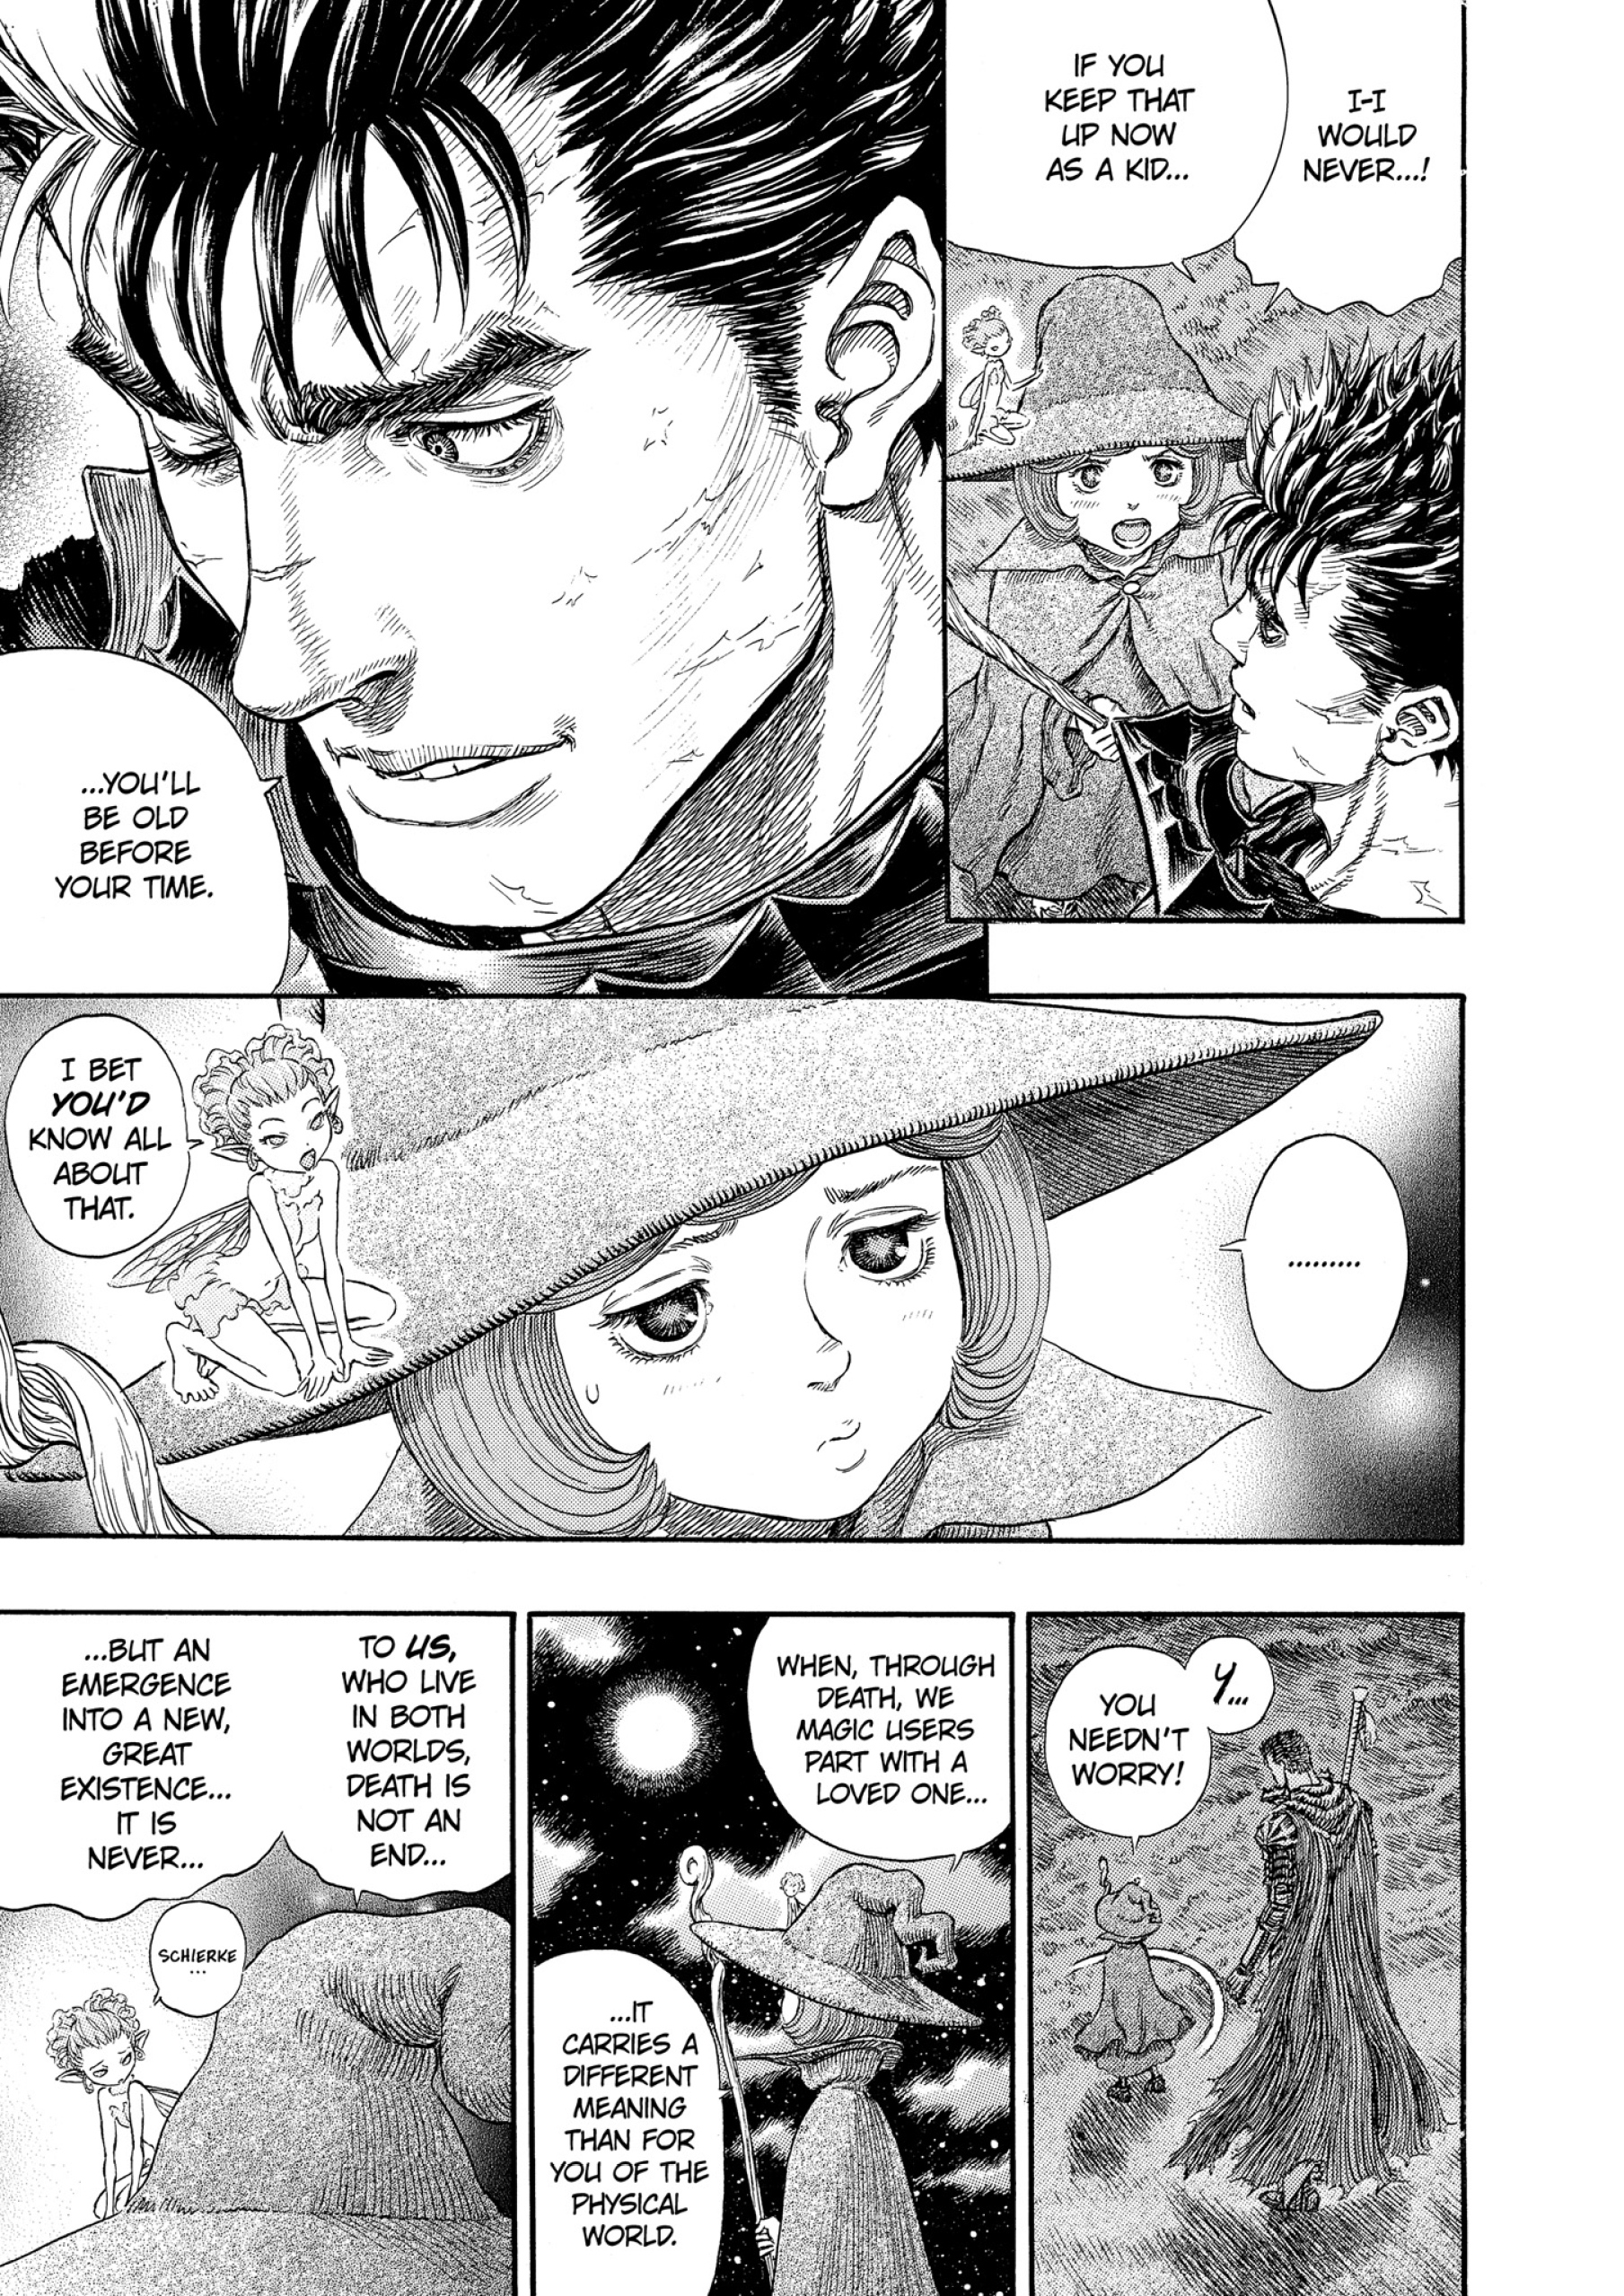 I-I
WOULD
NEVER...!
IF YOU
KEEP THAT
UP NOW
AS A KID...
...YOU'LL
BE OLD
BEFORE
YOUR TIME.
.........
I BET
YOU'D
KNOW ALL
ABOUT
THAT.
Y...
YOU
NEEDN'T
WORRY!
WHEN, THROUGH
DEATH, WE
MAGIC USERS
PART WITH A
LOVED ONE...
...IT
CARRIES A
DIFFERENT
MEANING
THAN FOR
YOU OF THE
PHYSICAL
WORLD.
TO US,
WHO LIVE
IN BOTH
WORLDS,
DEATH IS
NOT AN
END...
...BUT AN
EMERGENCE
INTO A NEW,
GREAT
EXISTENCE...
IT IS
NEVER...
SCHIERKE
...